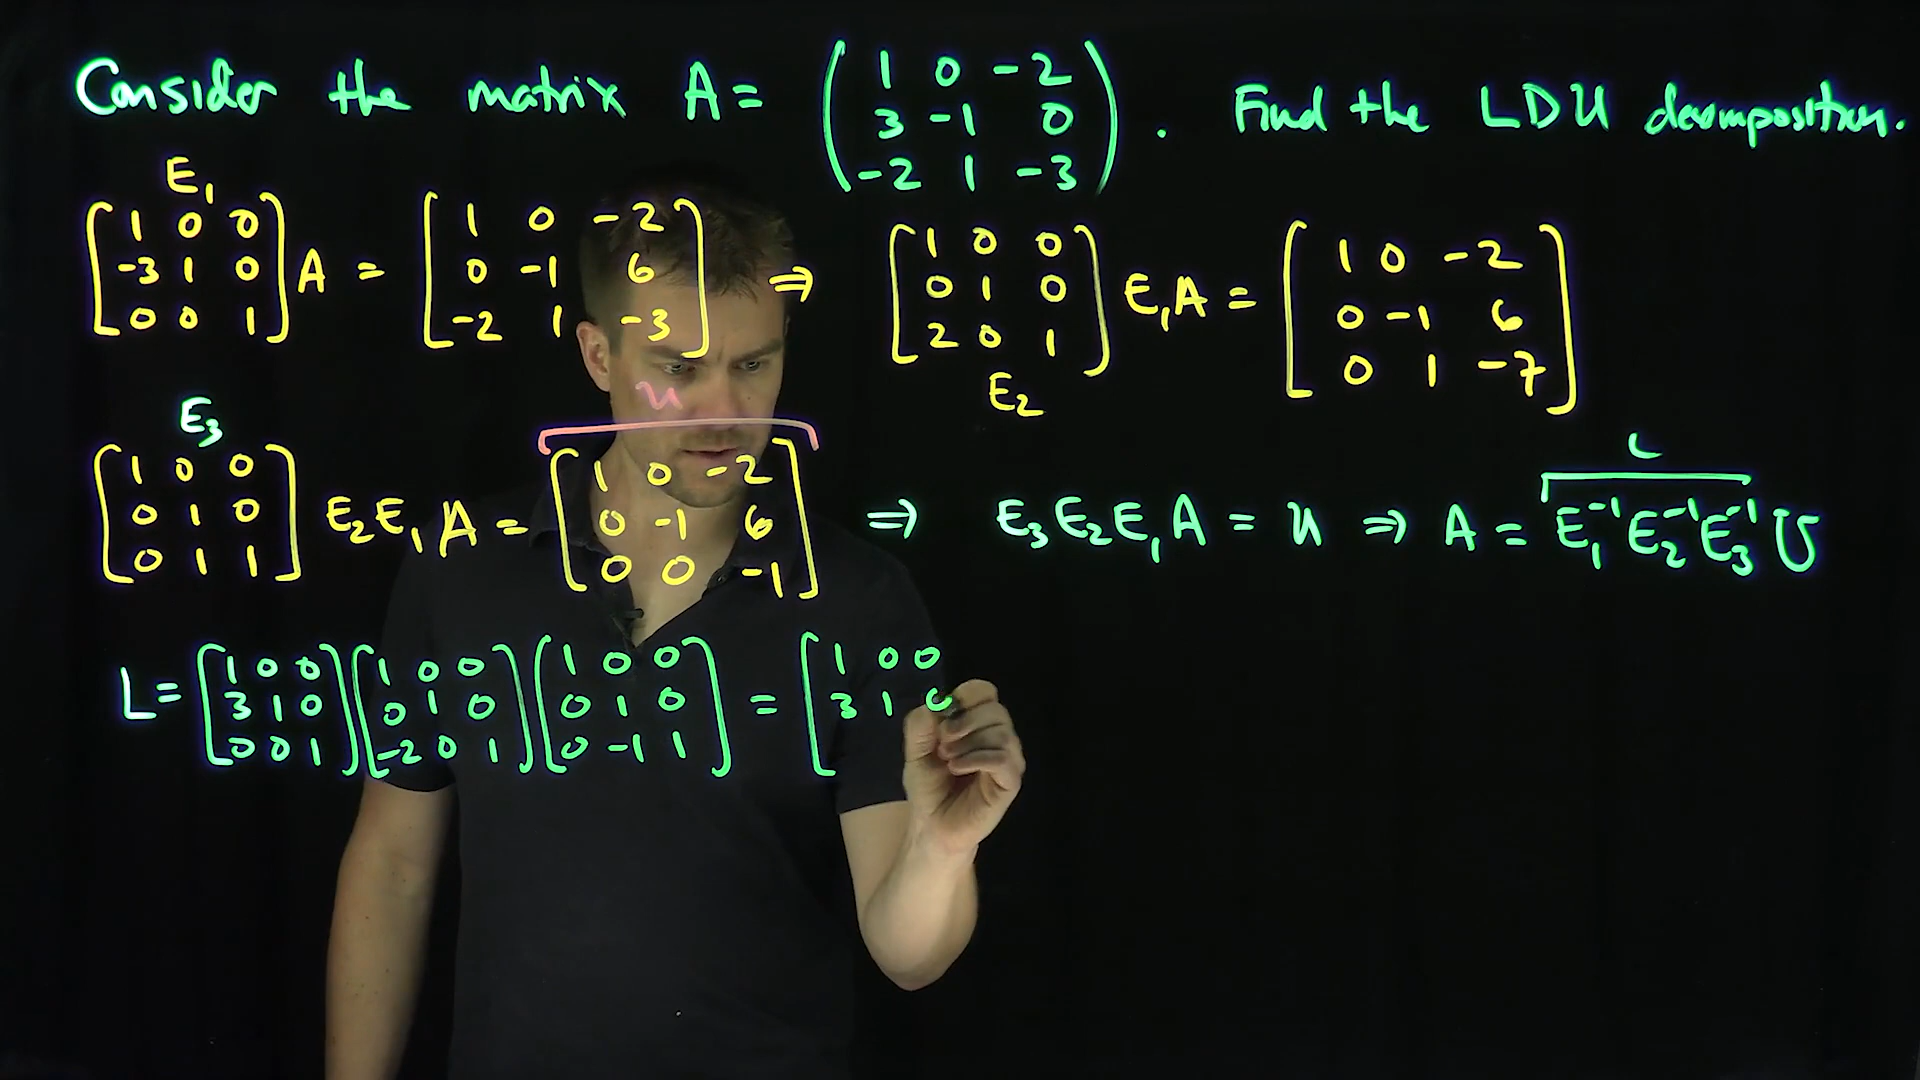 Consider the matrix A = (1 0 -2
3 -1 0
-2 1 -3). Find the LDU decomposition.
E₁
[1 0 0
-3 1 0
0 0 1] A = [1 0 -2
0 -1 6
-2 1 -3] ⇒ [1 0 0
0 1 0
2 0 1] E₁A = [1 0 -2
0 -1 6
0 1 -7]
E₂
E₃
u
L
[1 0 0
0 1 0
0 1 1] E₂E₁A = [1 0 -2
0 -1 6
0 0 -1] ⇒ E₃E₂E₁A = u ⇒ A = E₁⁻¹E₂⁻¹E₃⁻¹U
L = [1 0 0
3 1 0
0 0 1] [1 0 0
0 1 0
-2 0 1] [1 0 0
0 1 0
0 -1 1] = [1 0 0
3 1 0